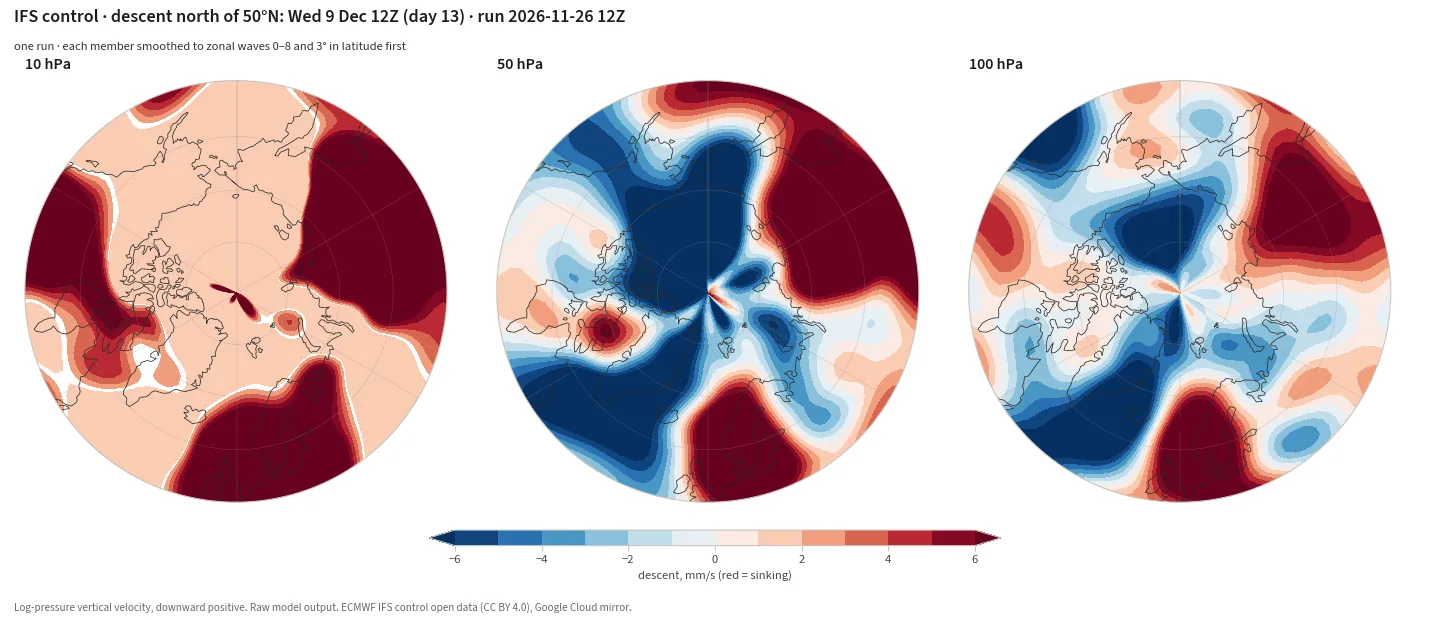 IFS control · descent north of 50°N: Wed 9 Dec 12Z (day 13) · run 2026-11-26 12Z
one run · each member smoothed to zonal waves 0–8 and 3° in latitude first
10 hPa
50 hPa
100 hPa
−6 −4 −2 0 2 4 6
descent, mm/s (red = sinking)
Log-pressure vertical velocity, downward positive. Raw model output. ECMWF IFS control open data (CC BY 4.0), Google Cloud mirror.